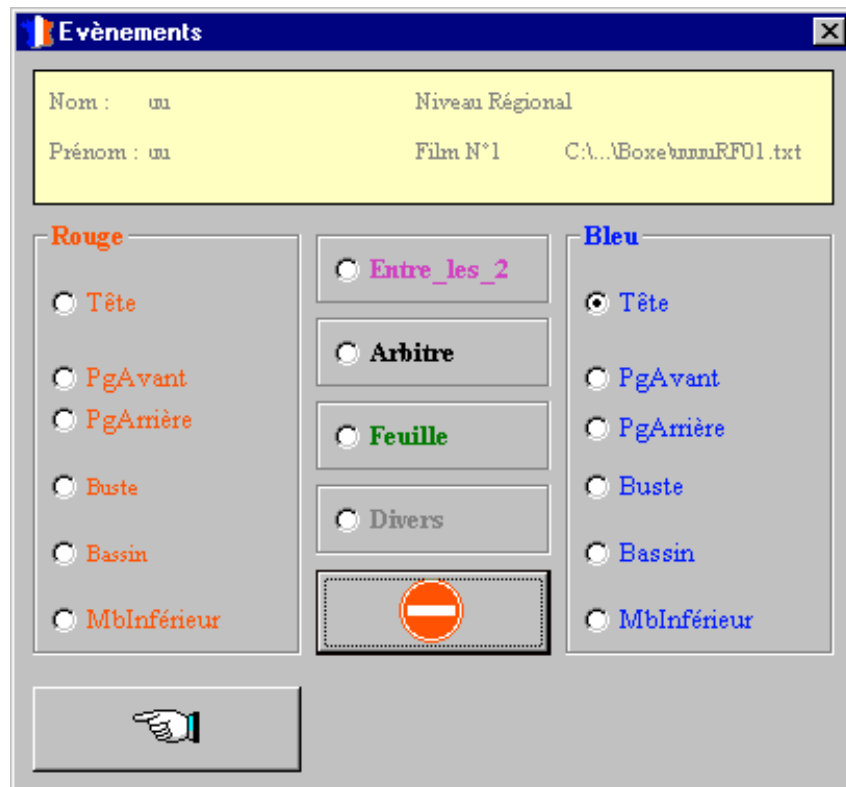 Evènements
Nom : uu Niveau Régional
Prénom : uu Film N°1 C:\...\Boxe\uuuuRF01.txt
Rouge
Tête
PgAvant
PgArrière
Buste
Bassin
MbInférieur
Entre_les_2
Arbitre
Feuille
Divers
Bleu
Tête
PgAvant
PgArrière
Buste
Bassin
MbInférieur